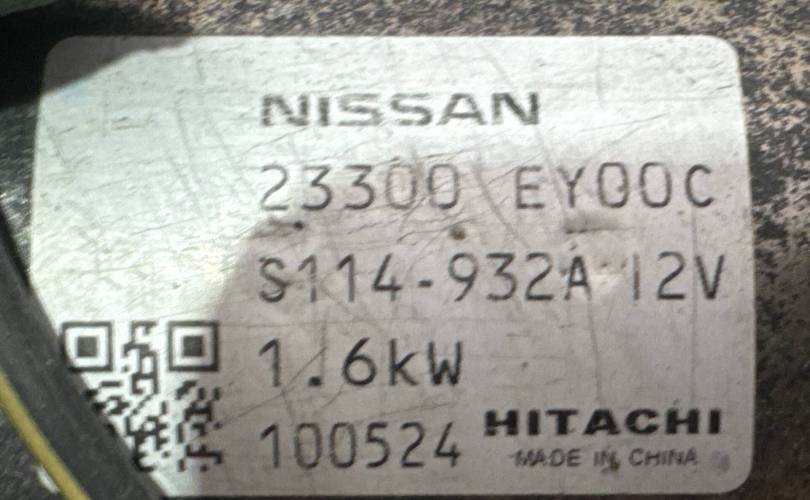 NISSAN
23300 EY00C
S114-932A 12V
1.6kW
100524 HITACHI
MADE IN CHINA